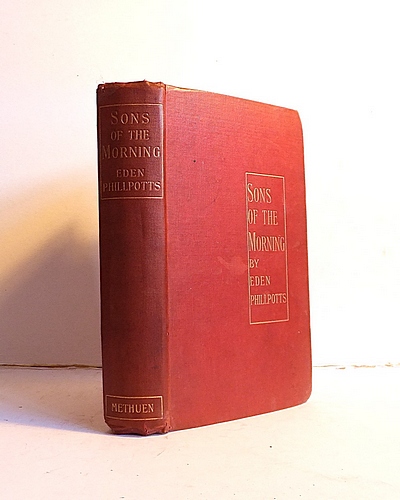 SONS
OF THE
MORNING
EDEN
PHILLPOTTS
METHUEN
SONS
OF THE
MORNING
BY
EDEN
PHILLPOTTS